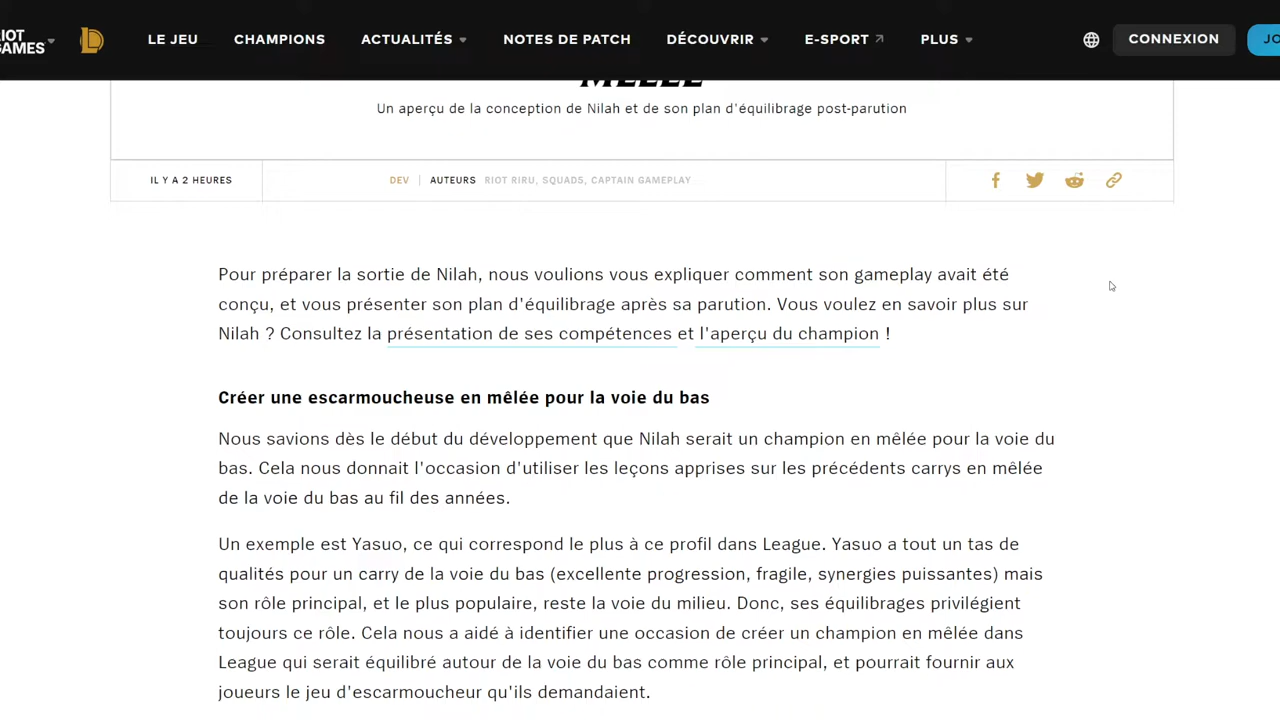 GAMES
LE JEU CHAMPIONS ACTUALITÉS NOTES DE PATCH DÉCOUVRIR E-SPORT PLUS CONNEXION
Un aperçu de la conception de Nilah et de son plan d'équilibrage post-parution
IL Y A 2 HEURES DEV AUTEURS RIOT RIRU, SQUADS, CAPTAIN GAMEPLAY
Pour préparer la sortie de Nilah, nous voulions vous expliquer comment son gameplay avait été
conçu, et vous présenter son plan d'équilibrage après sa parution. Vous voulez en savoir plus sur
Nilah ? Consultez la présentation de ses compétences et l'aperçu du champion !
Créer une escarmoucheuse en mêlée pour la voie du bas
Nous savions dès le début du développement que Nilah serait un champion en mêlée pour la voie du
bas. Cela nous donnait l'occasion d'utiliser les leçons apprises sur les précédents carrys en mêlée
de la voie du bas au fil des années.
Un exemple est Yasuo, ce qui correspond le plus à ce profil dans League. Yasuo a tout un tas de
qualités pour un carry de la voie du bas (excellente progression, fragile, synergies puissantes) mais
son rôle principal, et le plus populaire, reste la voie du milieu. Donc, ses équilibrages privilégient
toujours ce rôle. Cela nous a aidé à identifier une occasion de créer un champion en mêlée dans
League qui serait équilibré autour de la voie du bas comme rôle principal, et pourrait fournir aux
joueurs le jeu d'escarmoucheur qu'ils demandaient.